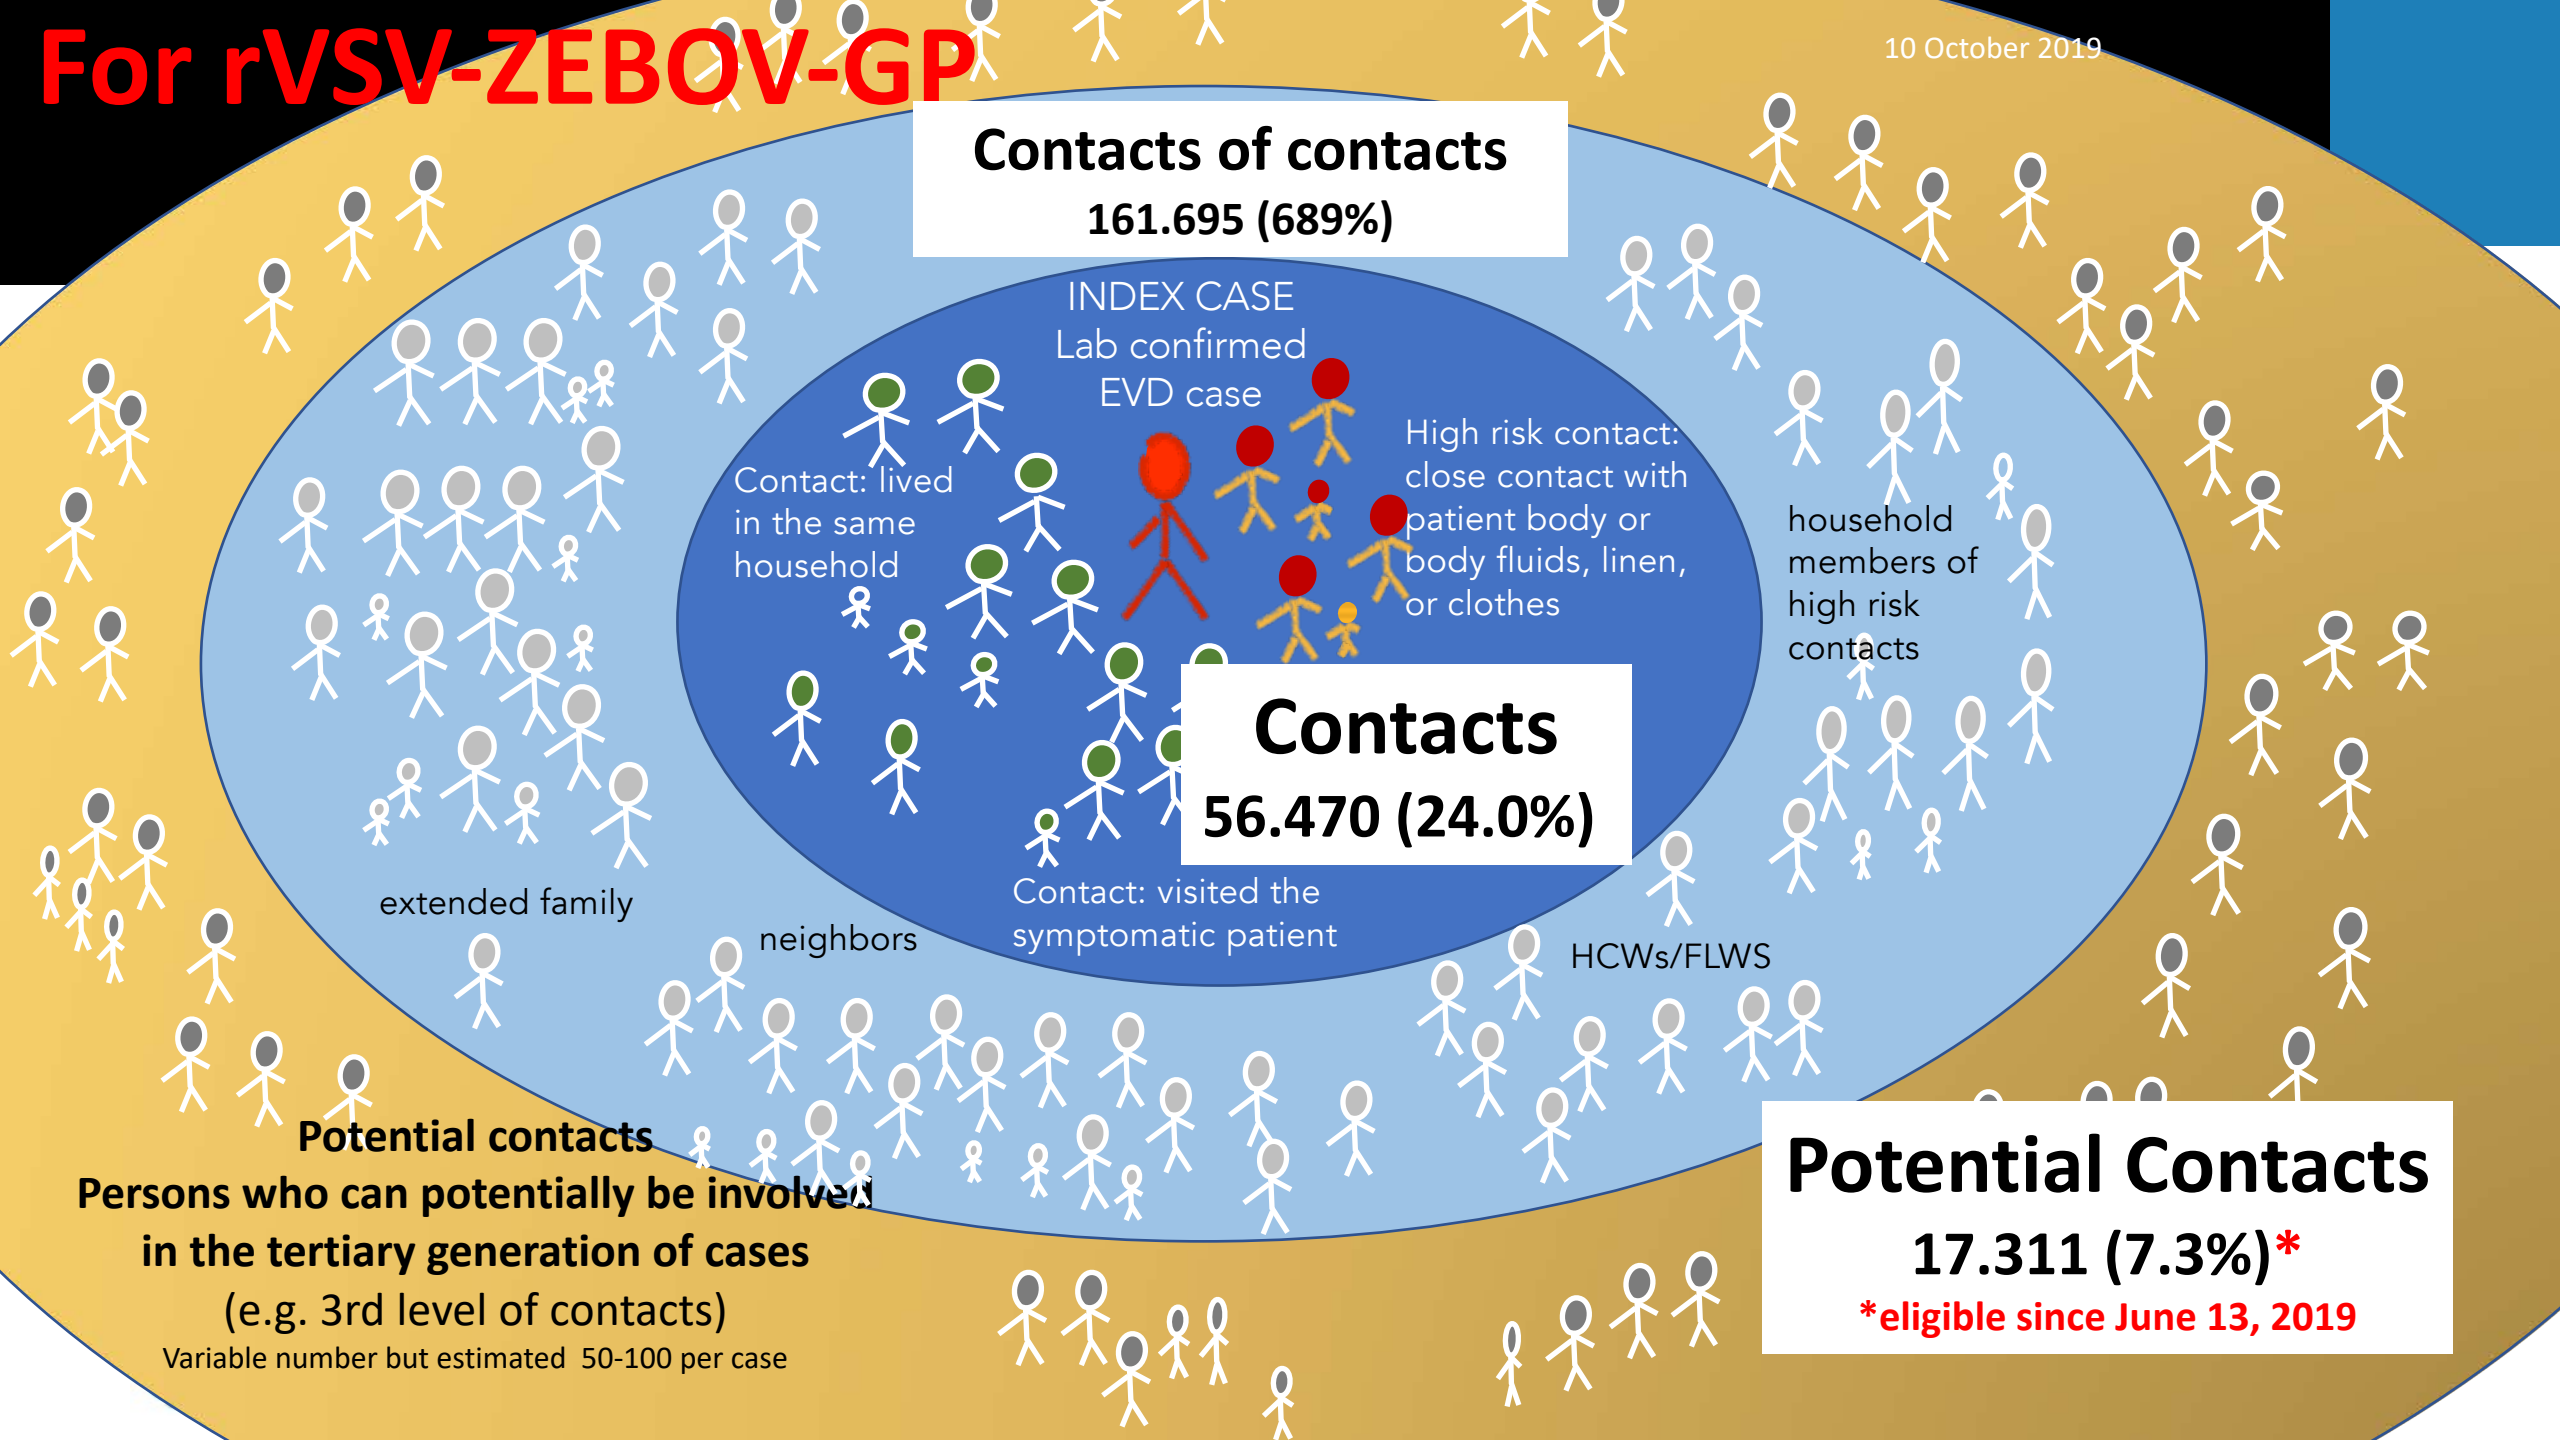 For rVSV-ZEBOV-GP
10 October 2019
Contacts of contacts
161.695 (689%)
INDEX CASE
Lab confirmed
EVD case
High risk contact:
close contact with
patient body or
body fluids, linen,
or clothes
Contact: lived
in the same
household
household
members of
high risk
contacts
Contacts
56.470 (24.0%)
Contact: visited the
symptomatic patient
extended family
neighbors
HCWs/FLWS
Potential contacts
Persons who can potentially be involved
in the tertiary generation of cases
(e.g. 3rd level of contacts)
Variable number but estimated 50-100 per case
Potential Contacts
17.311 (7.3%)*
*eligible since June 13, 2019